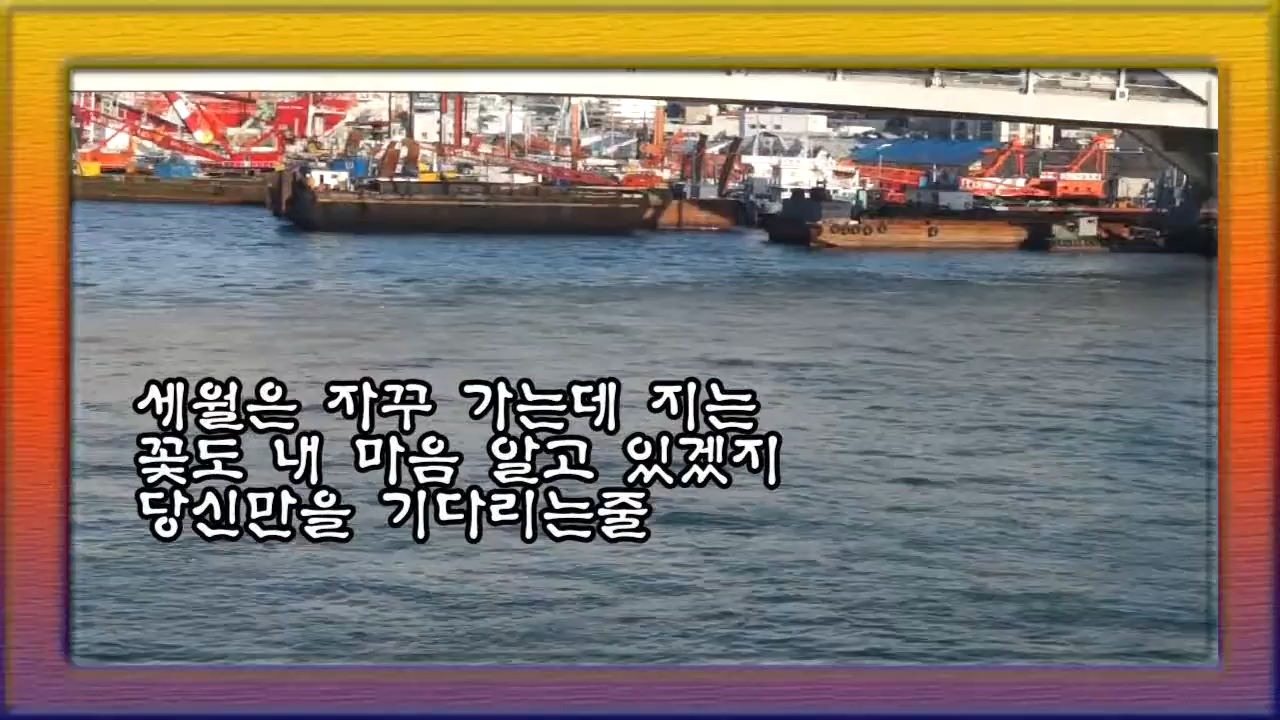 세월은 자꾸 가는데 지는
꽃도 내 마음 알고 있겠지
당신만을 기다리는줄